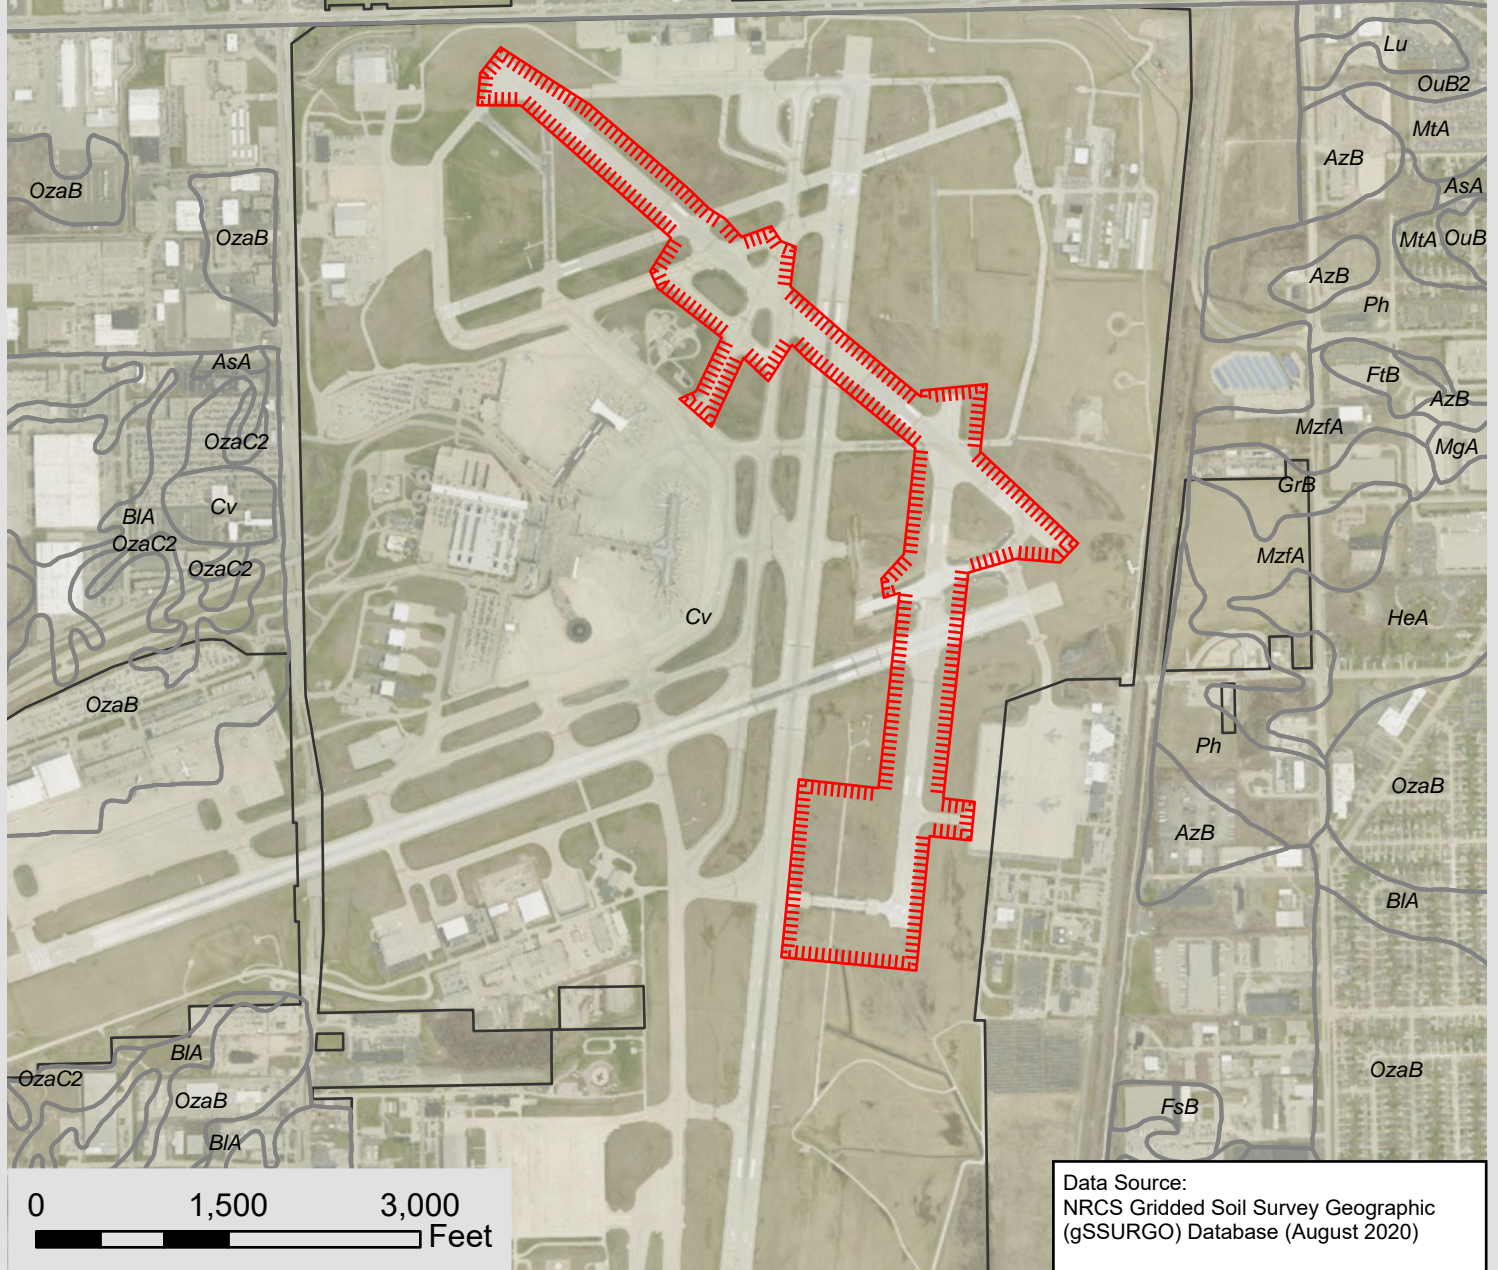 Lu
OuB2
MtA
AzB
AsA
OzaB
OzaB
MtA
OuB
AzB
Ph
AsA
FtB
AzB
MzfA
OzaC2
MgA
GrB
Cv
BlA
OzaC2
MzfA
OzaC2
Cv
HeA
OzaB
Ph
OzaB
AzB
BlA
BlA
OzaC2
OzaB
OzaB
FsB
BlA
0 1,500 3,000
Feet
Data Source:
NRCS Gridded Soil Survey Geographic
(gSSURGO) Database (August 2020)